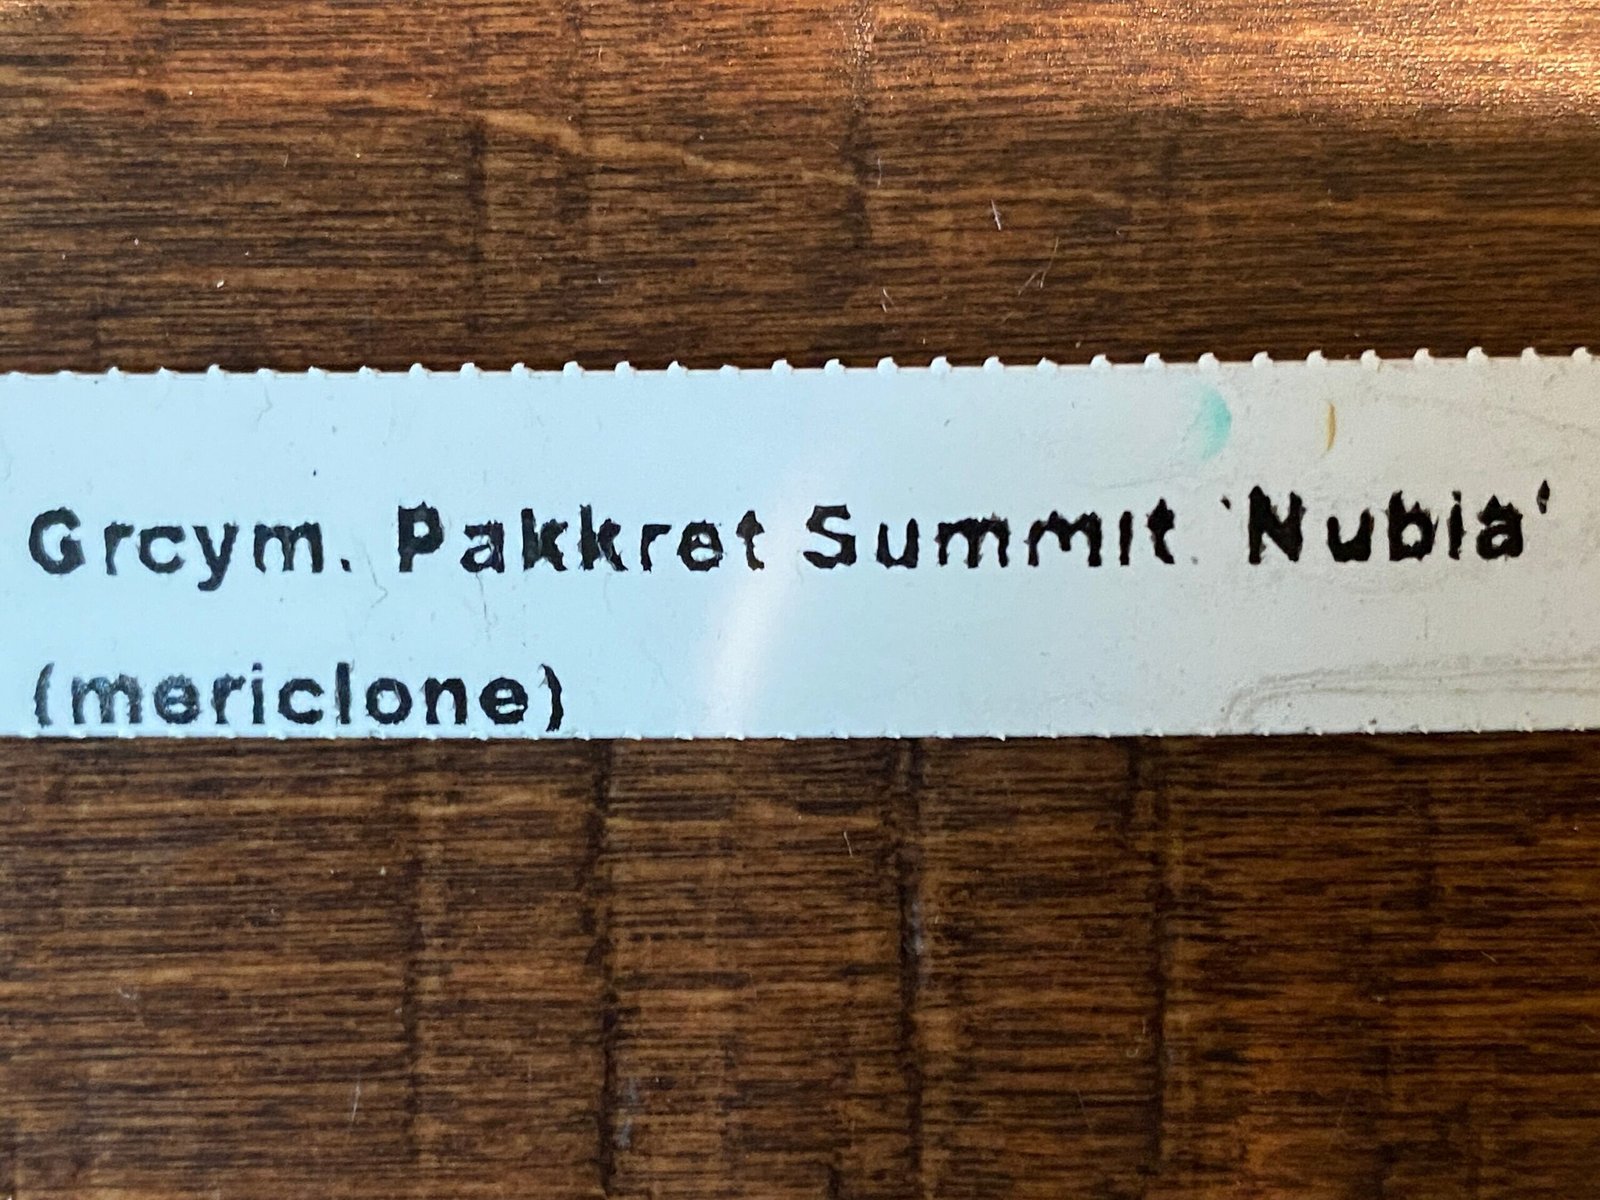 Grcym. Pakkret Summit 'Nubia'
(mericlone)